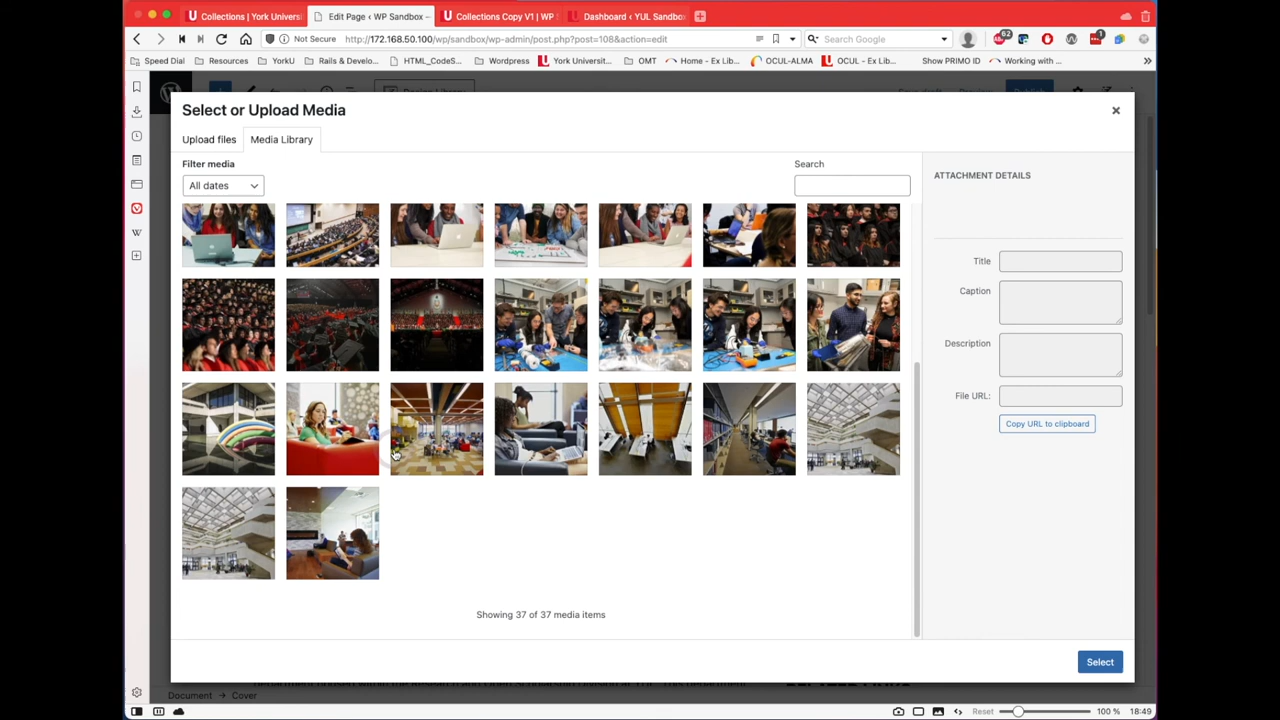 Collections | York Universi
Edit Page < WP Sandbox —
Collections Copy V1 | WP S
Dashboard < YUL Sandbo
Not Secure
http://172.168.50.100/wp/sandbox/wp-admin/post.php?post=108&action=edit
Search Google
62
1
Speed Dial
Resources
YorkU
Rails & Develo...
HTML_CodeS...
Wordpress
York Universit...
OMT
Home - Ex Lib...
OCUL-ALMA
OCUL - Ex Lib...
Show PRIMO ID
Working with ...
Select or Upload Media
Upload files
Media Library
Filter media
All dates
Search
ATTACHMENT DETAILS
Title
Caption
Description
File URL:
Copy URL to clipboard
Showing 37 of 37 media items
Select
Document → Cover
Reset
100 %
18:49